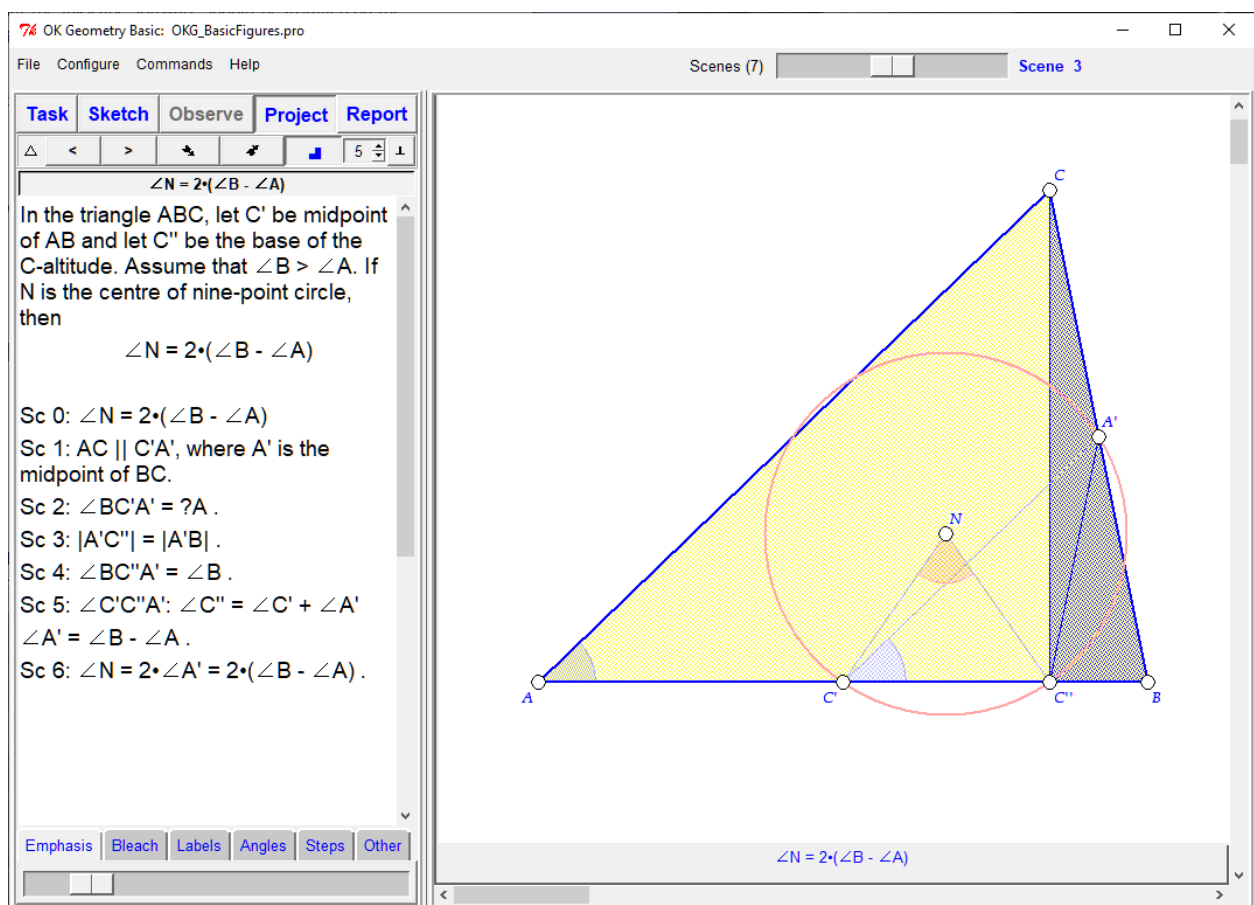 OK Geometry Basic: OKG_BasicFigures.pro
File Configure Commands Help
Scenes (7) Scene 3
Task Sketch Observe Project Report
< > 5
∠N = 2•(∠B - ∠A)
In the triangle ABC, let C' be midpoint
of AB and let C" be the base of the
C-altitude. Assume that ∠B > ∠A. If
N is the centre of nine-point circle,
then
∠N = 2•(∠B - ∠A)
Sc 0: ∠N = 2•(∠B - ∠A)
Sc 1: AC || C'A', where A' is the
midpoint of BC.
Sc 2: ∠BC'A' = ?A .
Sc 3: |A'C"| = |A'B| .
Sc 4: ∠BC"A' = ∠B .
Sc 5: ∠C'C"A': ∠C" = ∠C' + ∠A'
∠A' = ∠B - ∠A .
Sc 6: ∠N = 2•∠A' = 2•(∠B - ∠A) .
Emphasis Bleach Labels Angles Steps Other
C
A'
N
A C' C" B
∠N = 2•(∠B - ∠A)